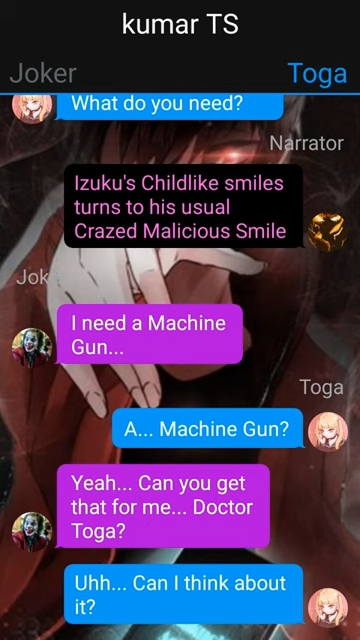 kumar TS
Joker
Toga
What do you need?
Narrator
Izuku's Childlike smiles
turns to his usual
Crazed Malicious Smile
Jok
I need a Machine
Gun...
Toga
A... Machine Gun?
Yeah... Can you get
that for me... Doctor
Toga?
Uhh... Can I think about
it?